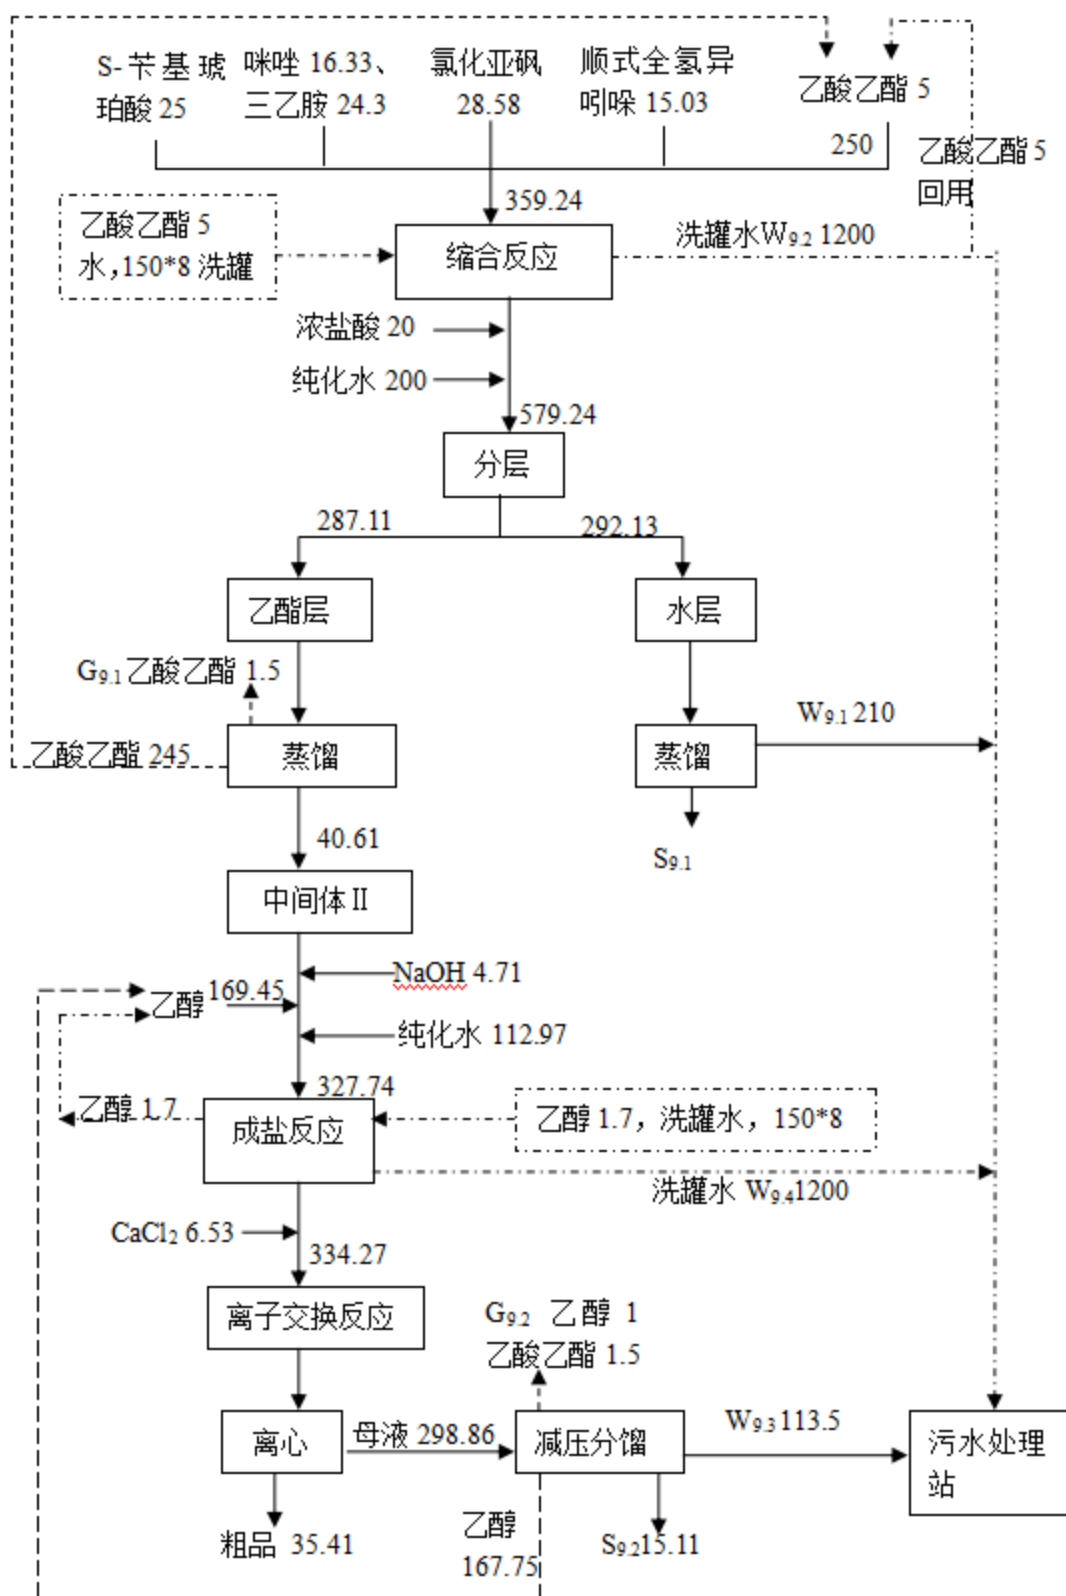 S-苄基琥
珀酸 25
咪唑 16.33、
三乙胺 24.3
氯化亚砜
28.58
顺式全氢异
吲哚 15.03
乙酸乙酯 5
250
乙酸乙酯 5
回用
359.24
乙酸乙酯 5
水，150*8 洗罐
缩合反应
洗罐水W9.2 1200
浓盐酸 20
纯化水 200
579.24
分层
287.11
292.13
乙酯层
水层
G9.1 乙酸乙酯 1.5
W9.1 210
乙酸乙酯 245
蒸馏
蒸馏
40.61
S9.1
中间体Ⅱ
NaOH 4.71
乙醇 169.45
纯化水 112.97
327.74
乙醇 1.7
成盐反应
乙醇 1.7，洗罐水，150*8
洗罐水 W9.4 1200
CaCl2 6.53
334.27
离子交换反应
G9.2 乙醇 1
乙酸乙酯 1.5
离心
母液 298.86
减压分馏
W9.3 113.5
污水处理
站
粗品 35.41
乙醇
167.75
S9.2 15.11